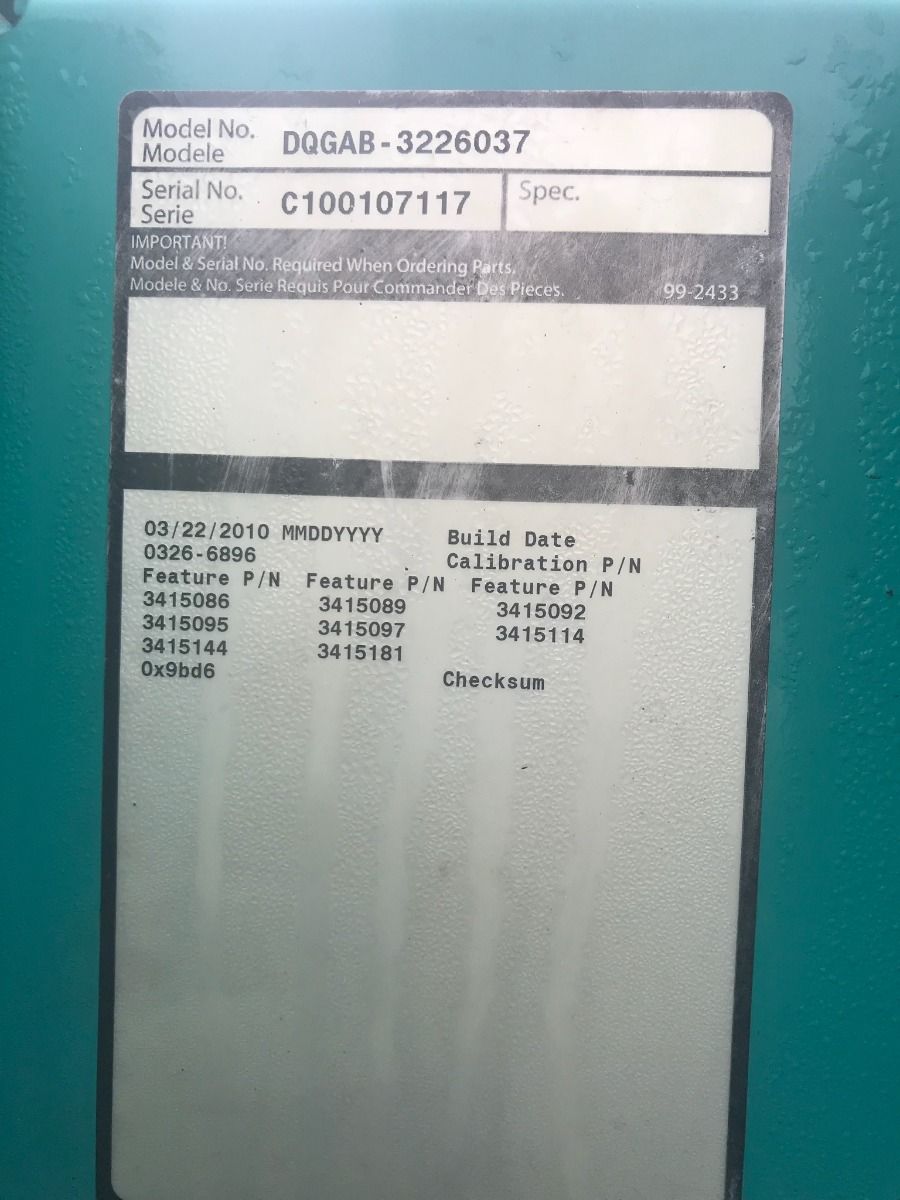 Model No.
Modele
DQGAB-3226037
Serial No.
Serie
C100107117
Spec.
IMPORTANT!
Model & Serial No. Required When Ordering Parts.
Modele & No. Serie Requis Pour Commander Des Pieces. 99-2433
03/22/2010 MMDDYYYY Build Date
0326-6896 Calibration P/N
Feature P/N Feature P/N Feature P/N
3415086 3415089 3415092
3415095 3415097 3415114
3415144 3415181
0x9bd6 Checksum